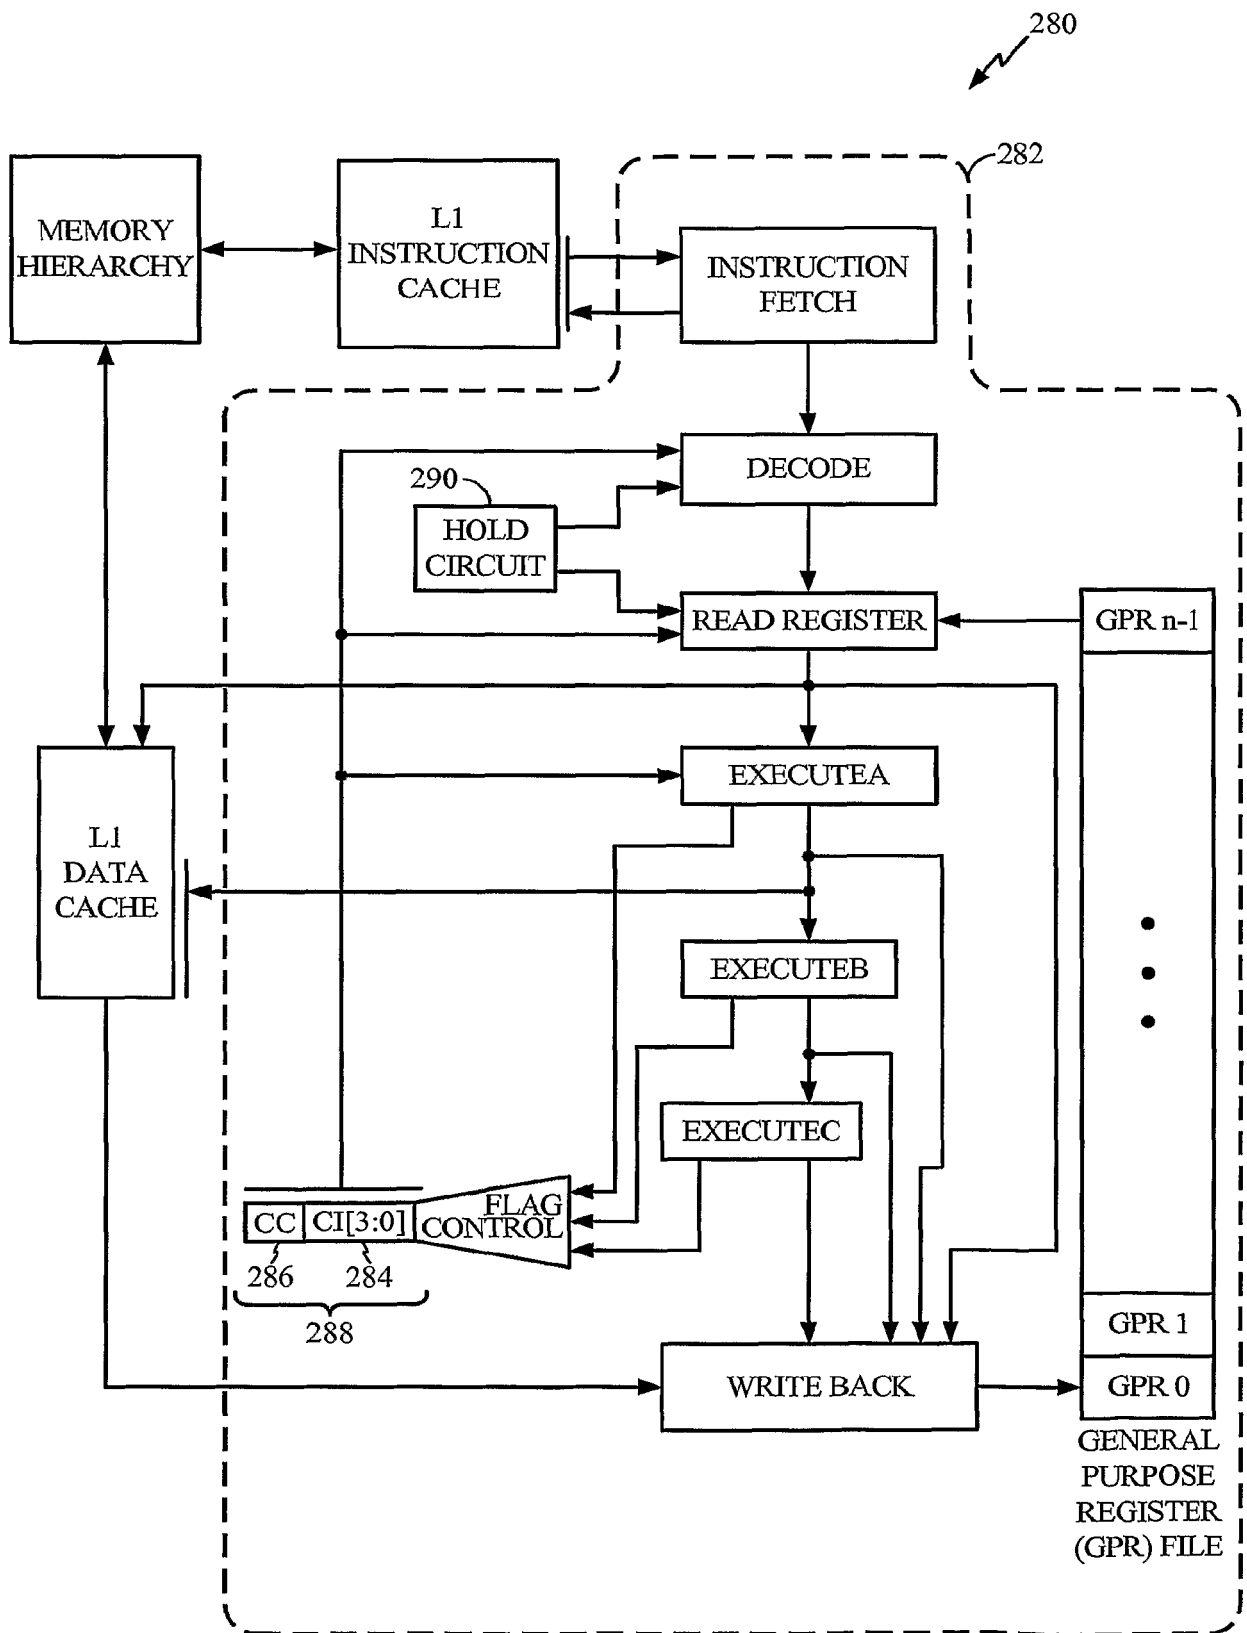 280
282
MEMORY
HIERARCHY
L1
INSTRUCTION
CACHE
INSTRUCTION
FETCH
DECODE
290
HOLD
CIRCUIT
READ REGISTER
GPR n-1
EXECUTEA
L1
DATA
CACHE
EXECUTEB
EXECUTEC
FLAG
CONTROL
CC
CI[3:0]
286
284
288
GPR 1
WRITE BACK
GPR 0
GENERAL
PURPOSE
REGISTER
(GPR) FILE